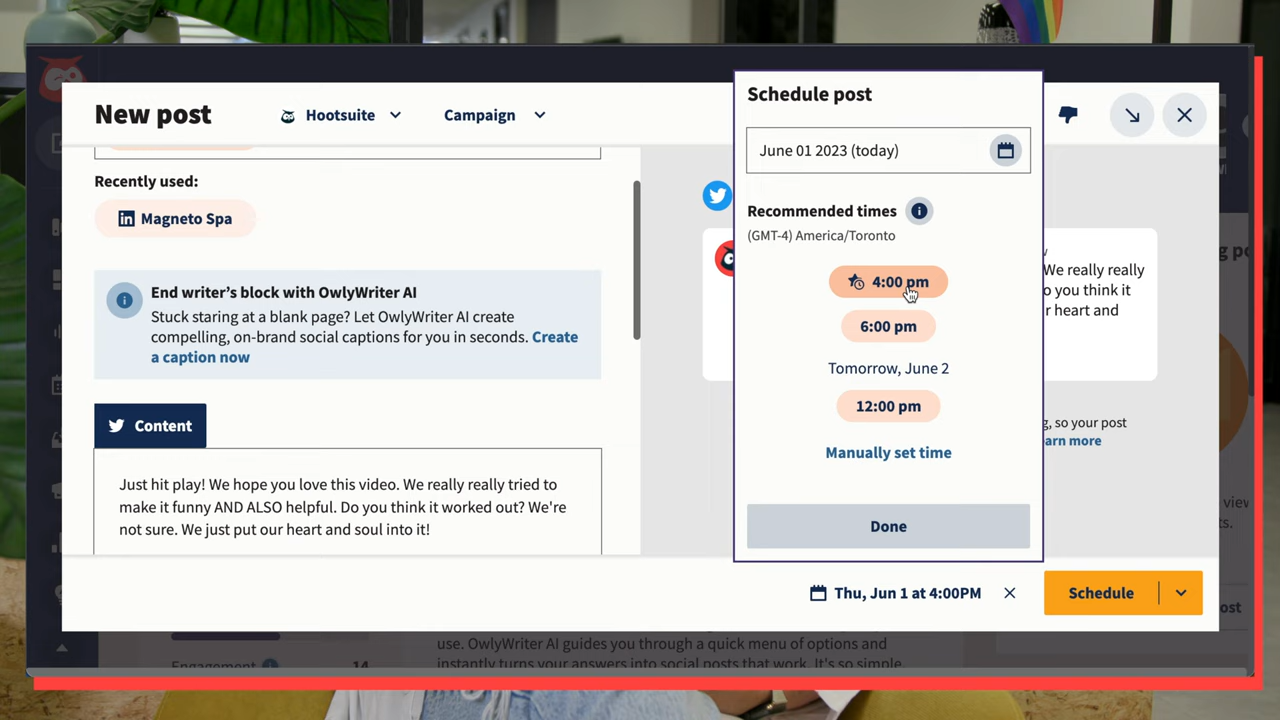 New post
Hootsuite
Campaign
Recently used:
Magneto Spa
End writer's block with OwlyWriter AI
Stuck staring at a blank page? Let OwlyWriter AI create
compelling, on-brand social captions for you in seconds. Create
a caption now
Content
Just hit play! We hope you love this video. We really really tried to
make it funny AND ALSO helpful. Do you think it worked out? We're
not sure. We just put our heart and soul into it!
Schedule post
June 01 2023 (today)
Recommended times
(GMT-4) America/Toronto
4:00 pm
6:00 pm
Tomorrow, June 2
12:00 pm
Manually set time
Done
We really really
you think it
heart and
so your post
Thu, Jun 1 at 4:00PM
Schedule
use. OwlyWriter AI guides you through a quick menu of options and
instantly turns your answers into social posts that work. It's so simple,
Engagement
14